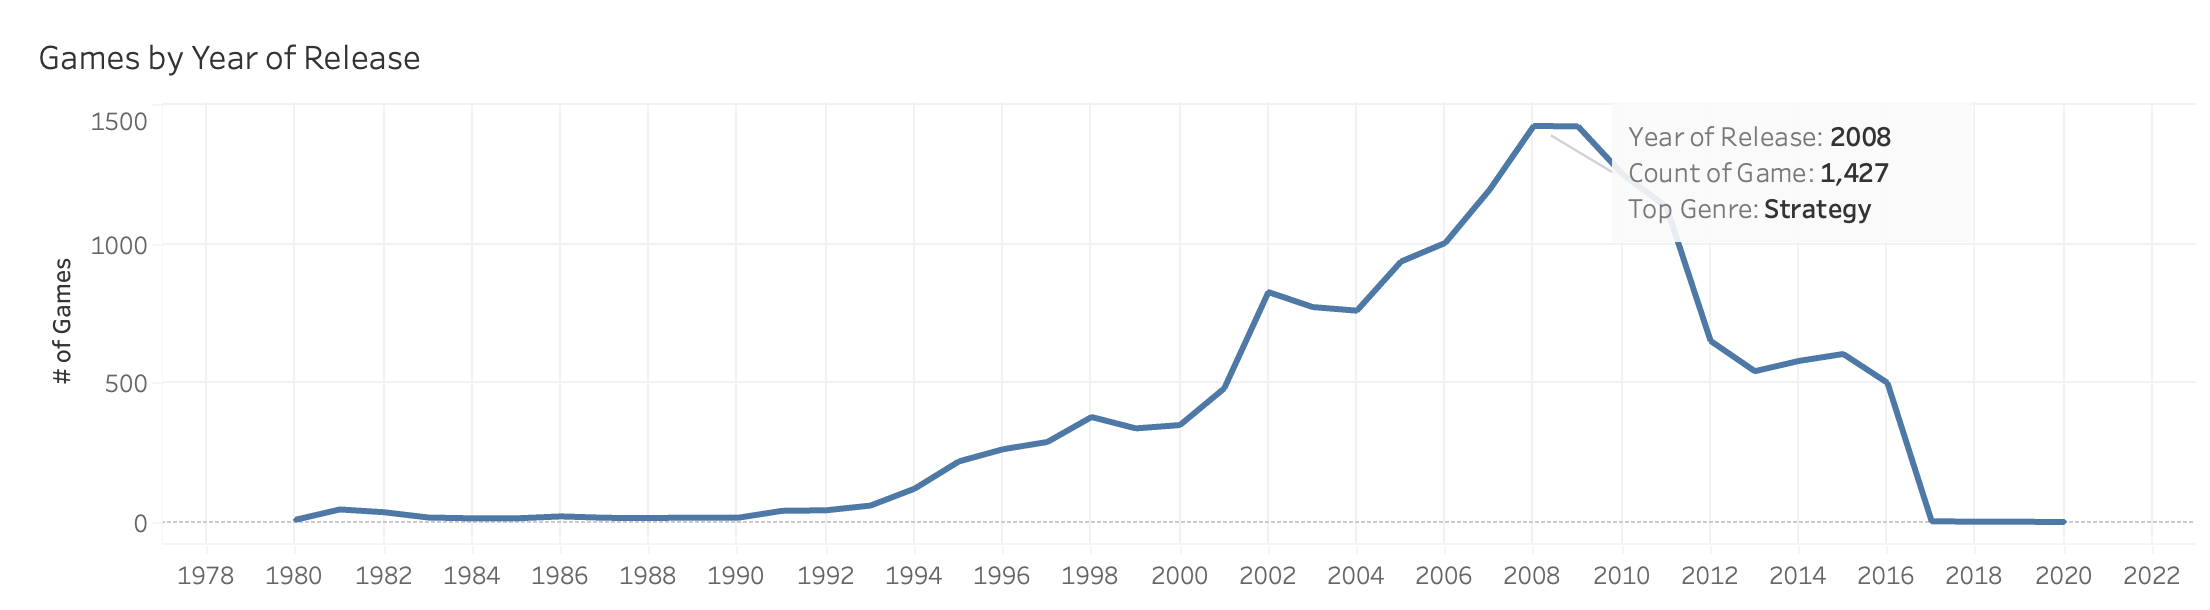 Games by Year of Release
1500
1000
500
0
# of Games
Year of Release: 2008
Count of Game: 1,427
Top Genre: Strategy
1978 1980 1982 1984 1986 1988 1990 1992 1994 1996 1998 2000 2002 2004 2006 2008 2010 2012 2014 2016 2018 2020 2022